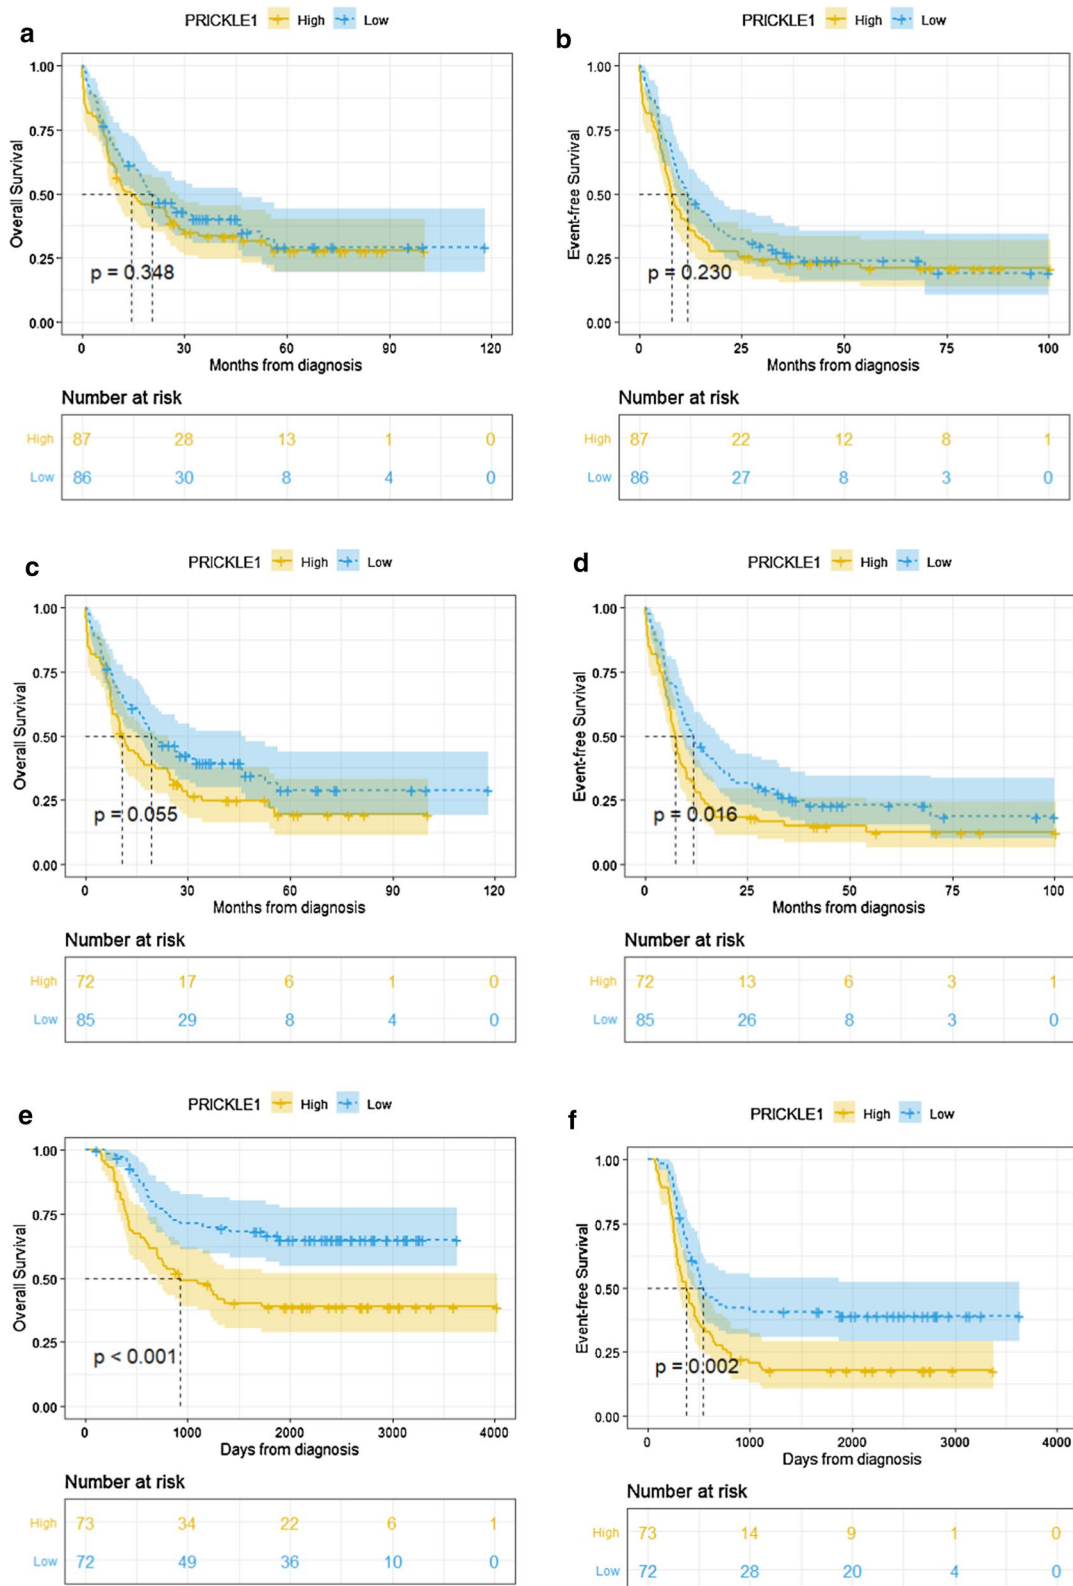 a
PRICKLE1 High Low
1.00
0.75
0.50
0.25
0.00
Overall Survival
p = 0.348
0 30 60 90 120
Months from diagnosis
Number at risk
High 87 28 13 1 0
Low 86 30 8 4 0
b
PRICKLE1 High Low
1.00
0.75
0.50
0.25
0.00
Event-free Survival
p = 0.230
0 25 50 75 100
Months from diagnosis
Number at risk
High 87 22 12 8 1
Low 86 27 8 3 0
c
PRICKLE1 High Low
1.00
0.75
0.50
0.25
0.00
Overall Survival
p = 0.055
0 30 60 90 120
Months from diagnosis
Number at risk
High 72 17 6 1 0
Low 85 29 8 4 0
d
PRICKLE1 High Low
1.00
0.75
0.50
0.25
0.00
Event-free Survival
p = 0.016
0 25 50 75 100
Months from diagnosis
Number at risk
High 72 13 6 3 1
Low 85 26 8 3 0
e
PRICKLE1 High Low
1.00
0.75
0.50
0.25
0.00
Overall Survival
p < 0.001
0 1000 2000 3000 4000
Days from diagnosis
Number at risk
High 73 34 22 6 1
Low 72 49 36 10 0
f
PRICKLE1 High Low
1.00
0.75
0.50
0.25
0.00
Event-free Survival
p = 0.002
0 1000 2000 3000 4000
Days from diagnosis
Number at risk
High 73 14 9 1 0
Low 72 28 20 4 0